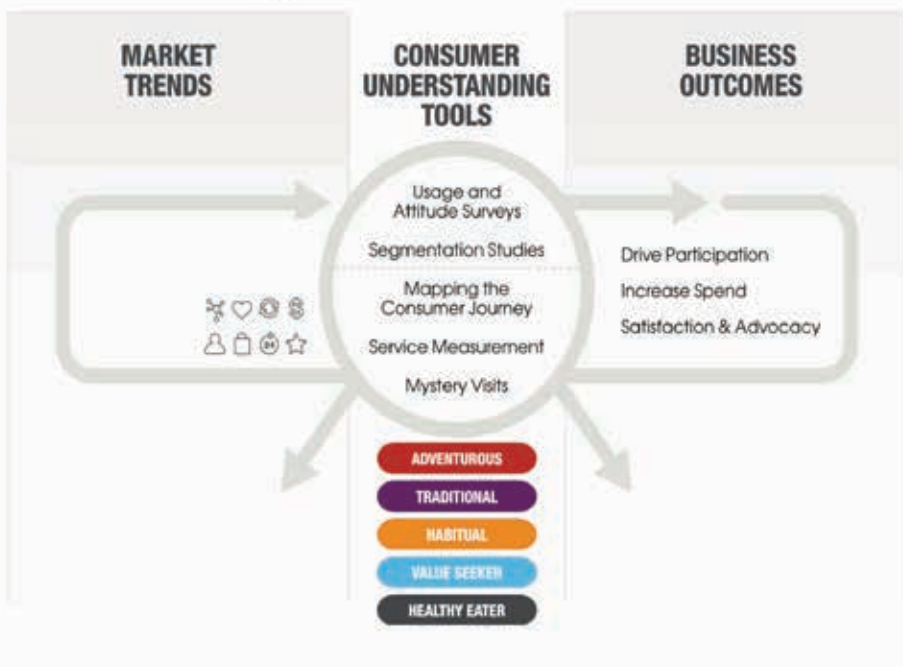 MARKET
TRENDS
CONSUMER
UNDERSTANDING
TOOLS
BUSINESS
OUTCOMES
Usage and
Attitude Surveys
Segmentation Studies
Mapping the
Consumer Journey
Service Measurement
Mystery Visits
Drive Participation
Increase Spend
Satisfaction & Advocacy
ADVENTUROUS
TRADITIONAL
HABITUAL
VALUE SEEKER
HEALTHY EATER